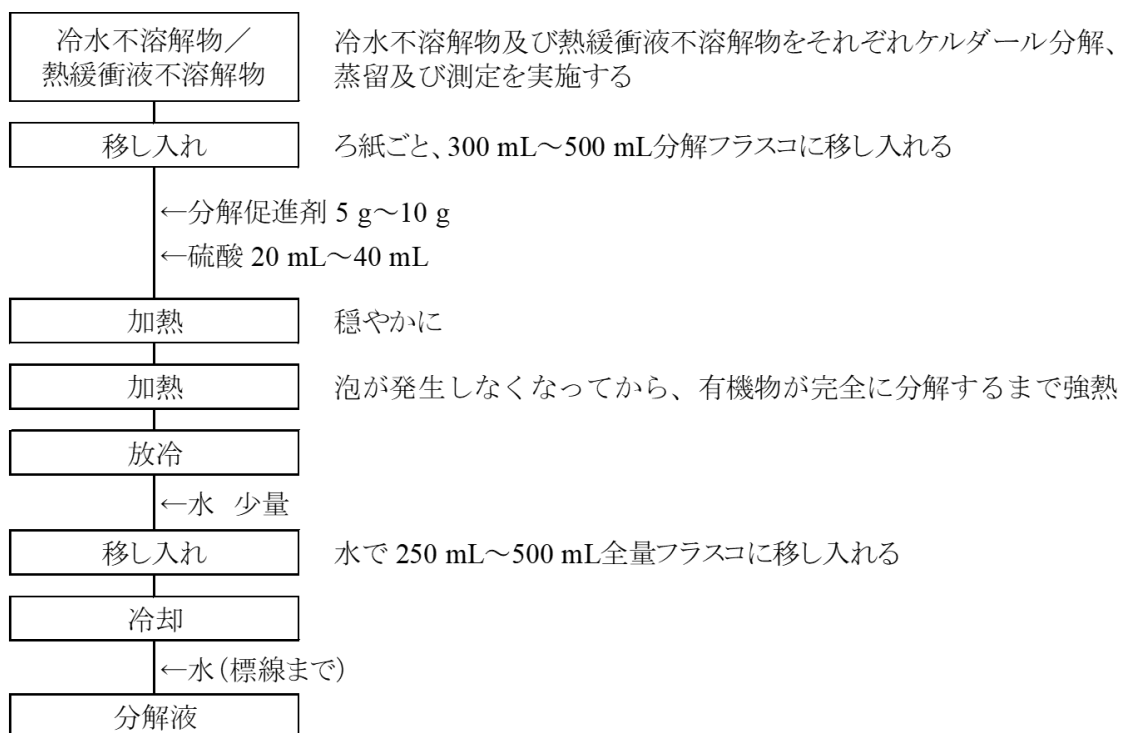 冷水不溶解物／
熱緩衝液不溶解物
冷水不溶解物及び熱緩衝液不溶解物をそれぞれケルダール分解、
蒸留及び測定を実施する
移し入れ
ろ紙ごと、300 mL～500 mL分解フラスコに移し入れる
←分解促進剤 5 g～10 g
←硫酸 20 mL～40 mL
加熱
穏やかに
加熱
泡が発生しなくなってから、有機物が完全に分解するまで強熱
放冷
←水 少量
移し入れ
水で 250 mL～500 mL全量フラスコに移し入れる
冷却
←水（標線まで）
分解液